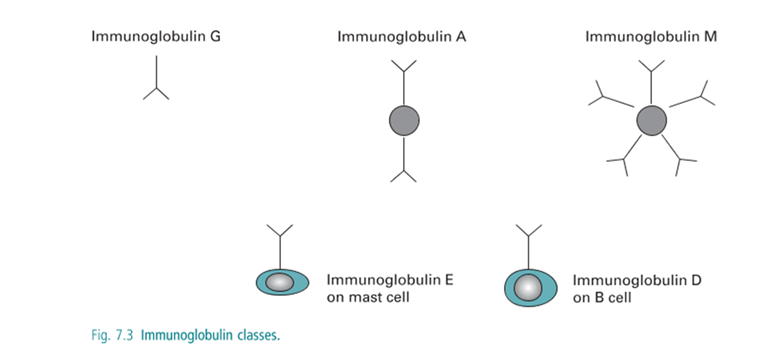 Immunoglobulin G
Immunoglobulin A
Immunoglobulin M
Immunoglobulin E
on mast cell
Immunoglobulin D
on B cell
Fig. 7.3 Immunoglobulin classes.